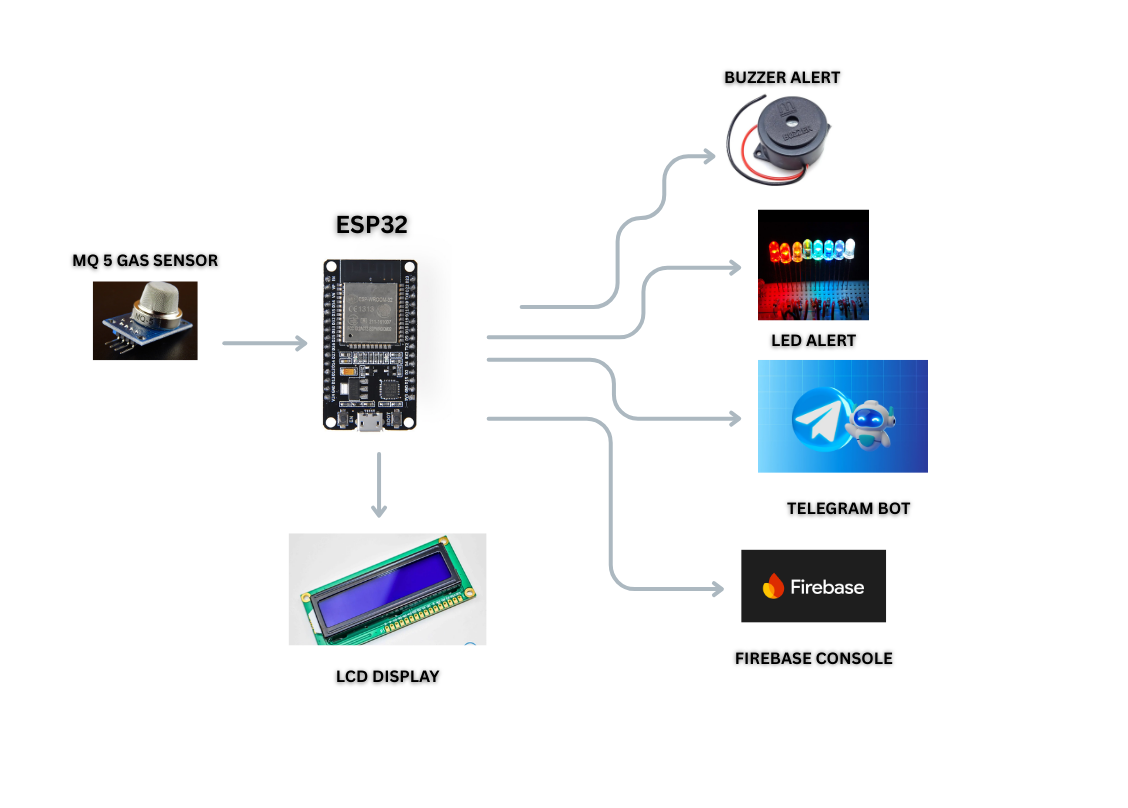 BUZZER ALERT
ESP32
MQ 5 GAS SENSOR
LED ALERT
TELEGRAM BOT
Firebase
FIREBASE CONSOLE
LCD DISPLAY